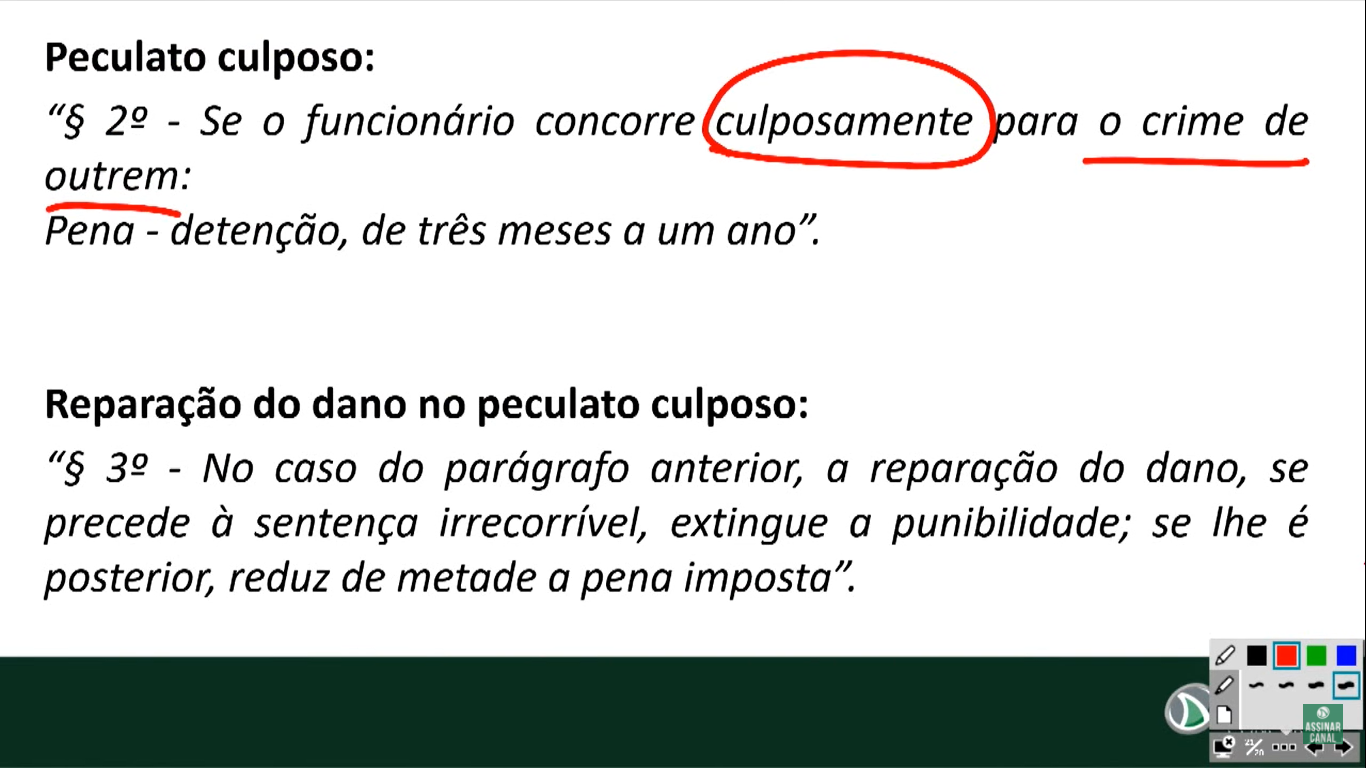 Peculato culposo:
“§ 2º - Se o funcionário concorre culposamente para o crime de
outrem:
Pena - detenção, de três meses a um ano”.
Reparação do dano no peculato culposo:
“§ 3º - No caso do parágrafo anterior, a reparação do dano, se
precede à sentença irrecorrível, extingue a punibilidade; se lhe é
posterior, reduz de metade a pena imposta”.
ASSINAR
CANAL